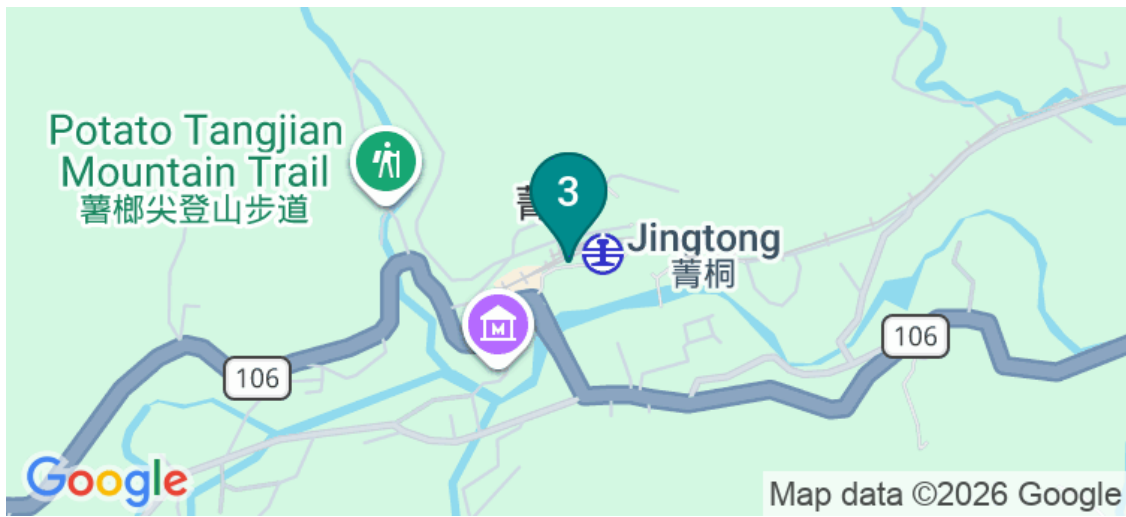 Potato Tangjian
Mountain Trail
薯榔尖登山步道
3
Jingtong
菁桐
M
106
106
Google
Map data ©2026 Google